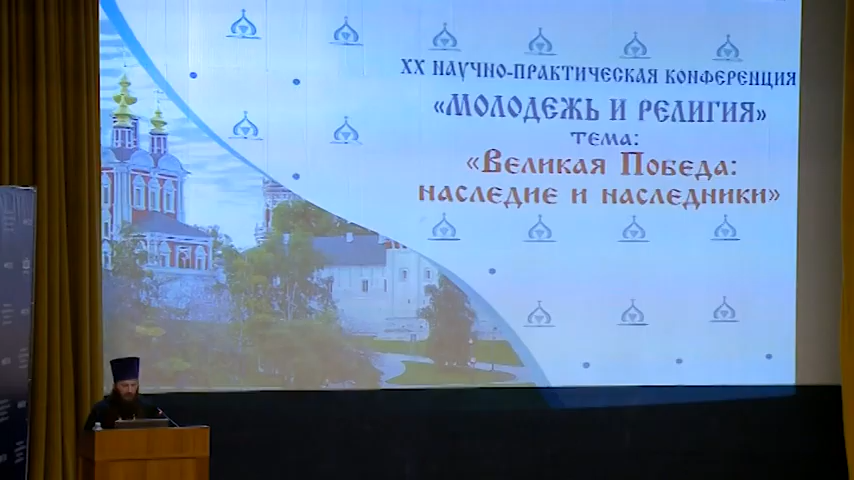 XX НАУЧНО-ПРАКТИЧЕСКАЯ КОНФЕРЕНЦИЯ
«МОЛОДЕЖЬ И РЕЛИГИЯ»
ТЕМА:
«ВЕЛИКАЯ ПОБЕДА:
НАСЛЕДИЕ И НАСЛЕДНИКИ»